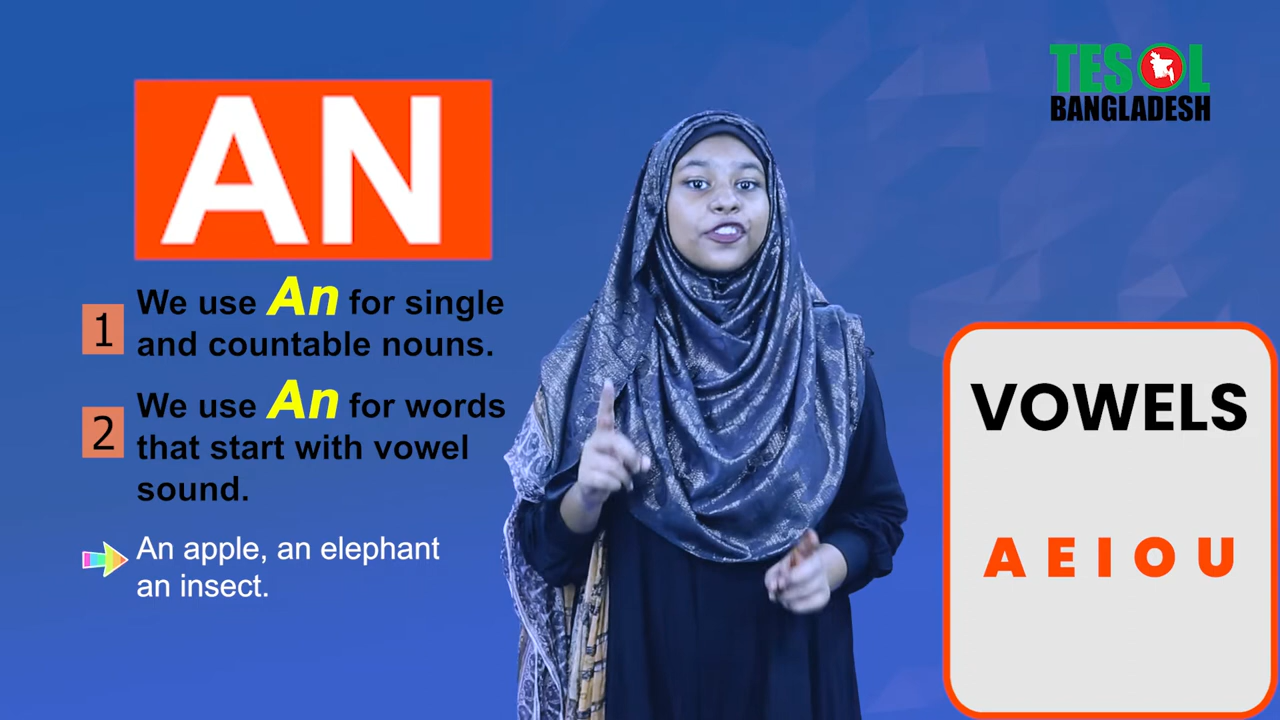 AN
1
We use An for single
and countable nouns.
2
We use An for words
that start with vowel
sound.
An apple, an elephant
an insect.
TESOL
BANGLADESH
VOWELS
A E I O U